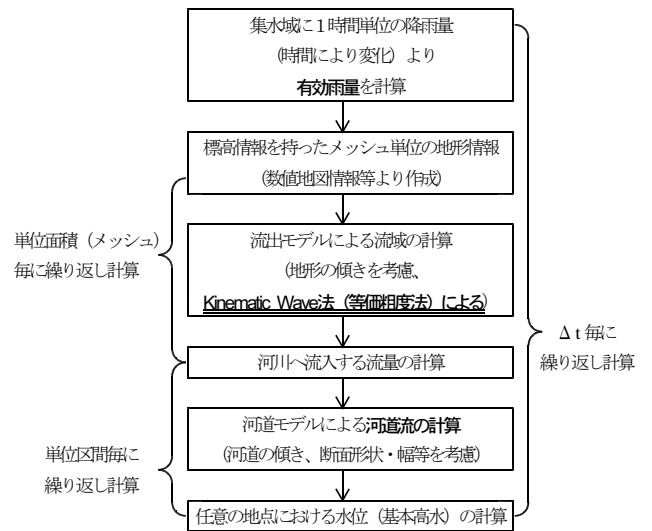 集水域に１時間単位の降雨量
(時間により変化) より
有効雨量を計算
標高情報を持ったメッシュ単位の地形情報
(数値地図情報等より作成)
単位面積（メッシュ）
毎に繰り返し計算
流出モデルによる流域の計算
(地形の傾きを考慮、
Kinematic Wave法（等価粗度法）による)
Δｔ毎に
繰り返し計算
河川へ流入する流量の計算
河道モデルによる河道流の計算
(河道の傾き、断面形状・幅等を考慮)
単位区間毎に
繰り返し計算
任意の地点における水位（基本高水）の計算